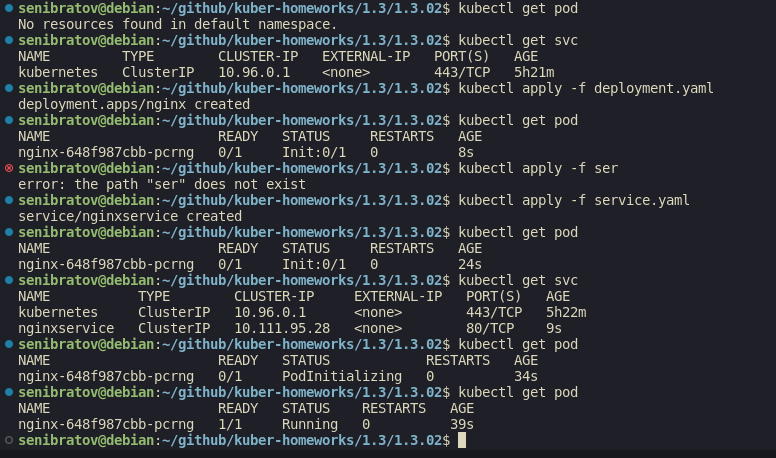 senibratov@debian:~/github/kuber-homeworks/1.3/1.3.02$ kubectl get pod
No resources found in default namespace.
senibratov@debian:~/github/kuber-homeworks/1.3/1.3.02$ kubectl get svc
NAME         TYPE        CLUSTER-IP   EXTERNAL-IP   PORT(S)   AGE
kubernetes   ClusterIP   10.96.0.1    <none>        443/TCP   5h21m
senibratov@debian:~/github/kuber-homeworks/1.3/1.3.02$ kubectl apply -f deployment.yaml
deployment.apps/nginx created
senibratov@debian:~/github/kuber-homeworks/1.3/1.3.02$ kubectl get pod
NAME                     READY   STATUS     RESTARTS   AGE
nginx-648f987cbb-pcrng   0/1     Init:0/1   0          8s
senibratov@debian:~/github/kuber-homeworks/1.3/1.3.02$ kubectl apply -f ser
error: the path "ser" does not exist
senibratov@debian:~/github/kuber-homeworks/1.3/1.3.02$ kubectl apply -f service.yaml
service/nginxservice created
senibratov@debian:~/github/kuber-homeworks/1.3/1.3.02$ kubectl get pod
NAME                     READY   STATUS     RESTARTS   AGE
nginx-648f987cbb-pcrng   0/1     Init:0/1   0          24s
senibratov@debian:~/github/kuber-homeworks/1.3/1.3.02$ kubectl get svc
NAME           TYPE        CLUSTER-IP     EXTERNAL-IP   PORT(S)   AGE
kubernetes     ClusterIP   10.96.0.1      <none>        443/TCP   5h22m
nginxservice   ClusterIP   10.111.95.28   <none>        80/TCP    9s
senibratov@debian:~/github/kuber-homeworks/1.3/1.3.02$ kubectl get pod
NAME                     READY   STATUS            RESTARTS   AGE
nginx-648f987cbb-pcrng   0/1     PodInitializing   0          34s
senibratov@debian:~/github/kuber-homeworks/1.3/1.3.02$ kubectl get pod
NAME                     READY   STATUS    RESTARTS   AGE
nginx-648f987cbb-pcrng   1/1     Running   0          39s
senibratov@debian:~/github/kuber-homeworks/1.3/1.3.02$